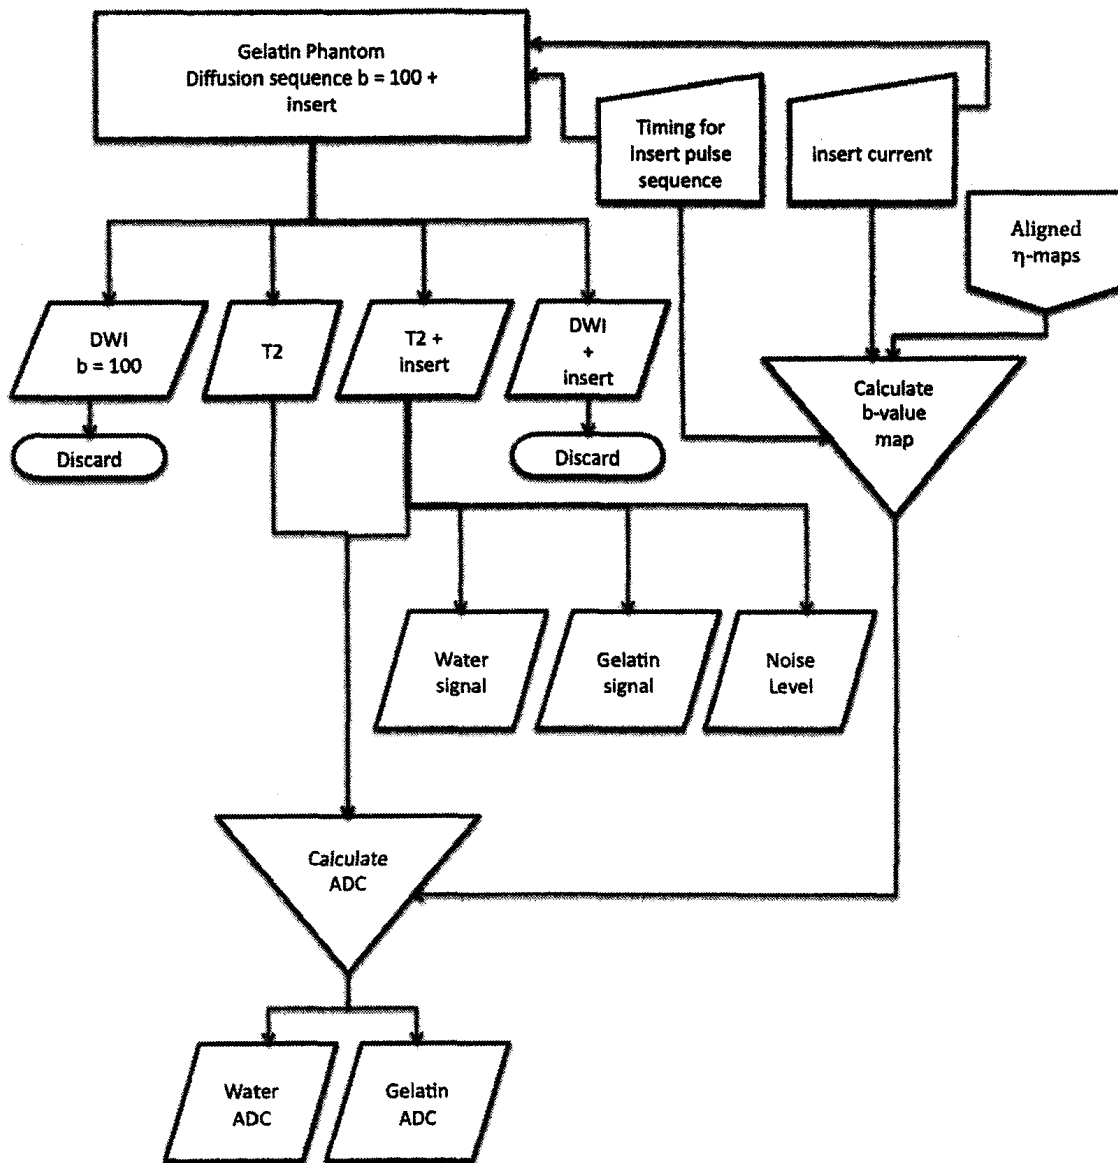 Gelatin Phantom
Diffusion sequence b = 100 +
insert
Timing for
insert pulse
sequence
insert current
Aligned
η-maps
DWI
b = 100
T2
T2 +
insert
DWI
+
insert
Discard
Discard
Calculate
b-value
map
Water
signal
Gelatin
signal
Noise
Level
Calculate
ADC
Water
ADC
Gelatin
ADC